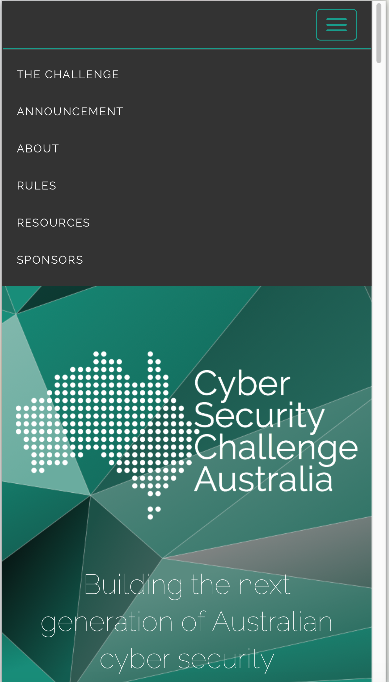 THE CHALLENGE
ANNOUNCEMENT
ABOUT
RULES
RESOURCES
SPONSORS
Cyber
Security
Challenge
Australia
Building the next
generation of Australian
cyber security